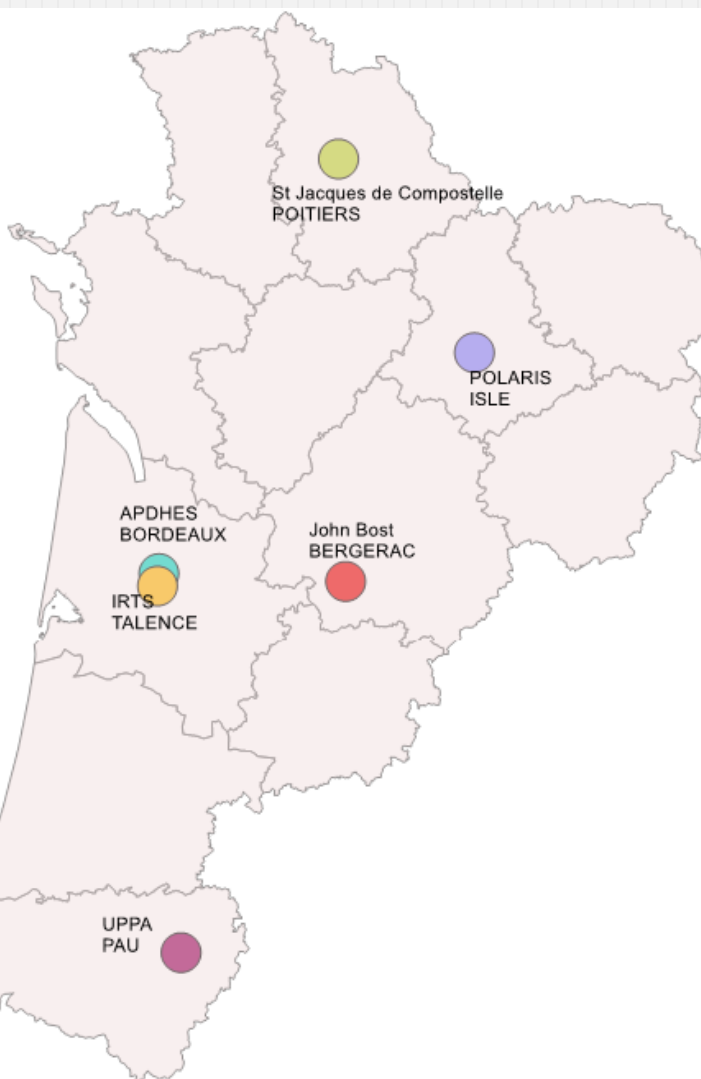 St Jacques de Compostelle
POITIERS
POLARIS
ISLE
APDHES
BORDEAUX
John Bost
BERGERAC
IRTS
TALENCE
UPPA
PAU